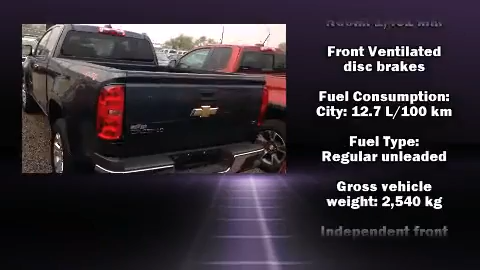 Front Ventilated
disc brakes
Fuel Consumption:
City: 12.7 L/100 km
Fuel Type:
Regular unleaded
Gross vehicle
weight: 2,540 kg
Independent front